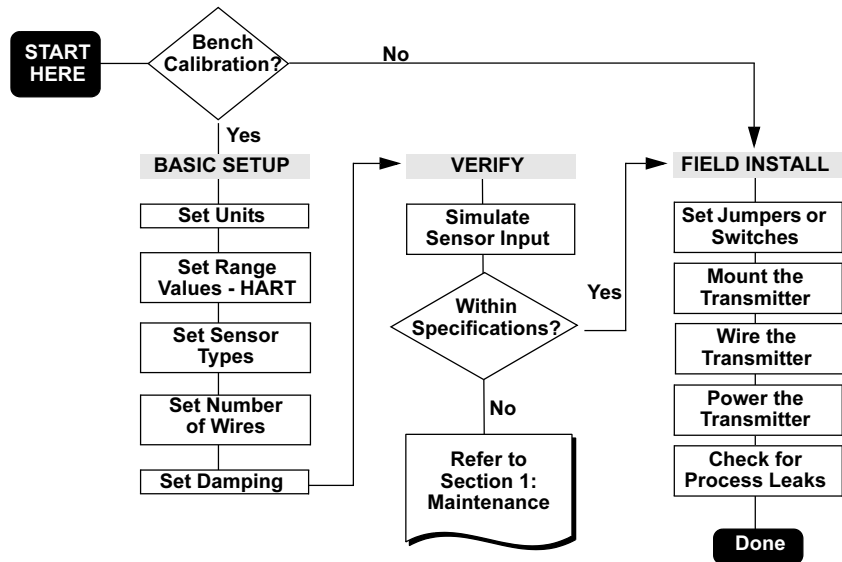 START
HERE
Bench
Calibration?
No
Yes
BASIC SETUP
Set Units
Set Range
Values - HART
Set Sensor
Types
Set Number
of Wires
Set Damping
VERIFY
Simulate
Sensor Input
Within
Specifications?
Yes
No
Refer to
Section 1:
Maintenance
FIELD INSTALL
Set Jumpers or
Switches
Mount the
Transmitter
Wire the
Transmitter
Power the
Transmitter
Check for
Process Leaks
Done